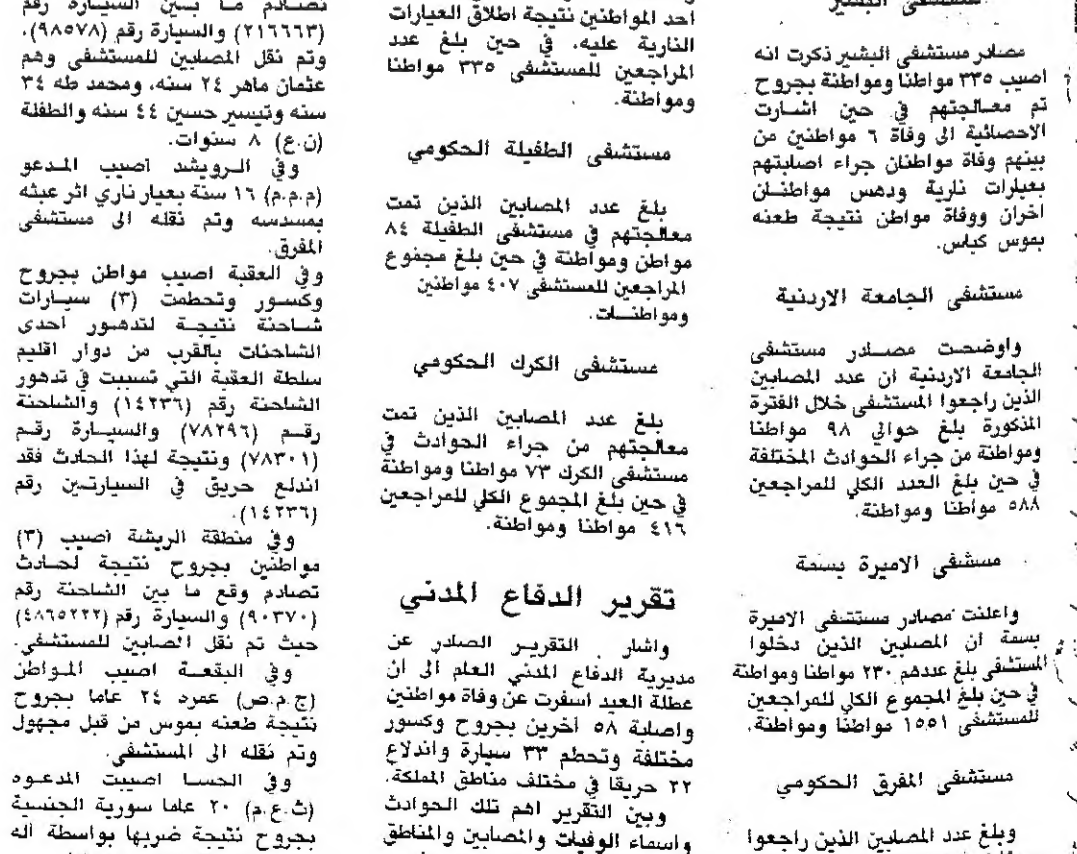 مستشفى البشير
مصادر مستشفى البشير ذكرت انه
اصيب ٣٣٥ مواطنا ومواطنة بجروح
تم معالجتهم في حين اشارت
الاحصائية الى وفاة ٦ مواطنين من
بينهم وفاة مواطنان جراء اصابتهم
بعيارات نارية ودهس مواطنان
اخران ووفاة مواطن نتيجة طعنه
بموس كباس.
مستشفى الجامعة الاردنية
واوضحت مصادر مستشفى
الجامعة الاردنية ان عدد المصابين
الذين راجعوا المستشفى خلال الفترة
المذكورة بلغ حوالي ٩٨ مواطنا
ومواطنة من جراء الحوادث المختلفة
في حين بلغ العدد الكلي للمراجعين
٥٨٨ مواطنا ومواطنة.
مسشفى الاميرة بسمة
واعلنت مصادر مستشفى الاميرة
بسمة ان المصابين الذين دخلوا
المستشفى بلغ عددهم ٢٣٠ مواطنا ومواطنة
في حين بلغ المجموع الكلي للمراجعين
للمستشفى ١٥٥١ مواطنا ومواطنة.
مستشفى المفرق الحكومي
وبلغ عدد المصابين الذين راجعوا
احد المواطنين نتيجة اطلاق العيارات
النارية عليه، في حين بلغ عدد
المراجعين للمستشفى ٣٣٥ مواطنا
ومواطنة.
مستشفى الطفيلة الحكومي
بلغ عدد المصابين الذين تمت
معالجتهم في مستشفى الطفيلة ٨٤
مواطن ومواطنة في حين بلغ مجموع
المراجعين للمستشفى ٤٠٧ مواطنين
ومواطنات.
مستشفى الكرك الحكومي
بلغ عدد المصابين الذين تمت
معالجتهم من جراء الحوادث في
مستشفى الكرك ٧٣ مواطنا ومواطنة
في حين بلغ المجموع الكلي للمراجعين
٤١٦ مواطنا ومواطنة.
تقرير الدفاع المدني
واشار التقرير الصادر عن
مديرية الدفاع المدني العام الى ان
عطلة العيد اسفرت عن وفاة مواطنين
واصابة ٥٨ آخرين بجروح وكسور
مختلفة وتحطم ٣٣ سيارة واندلاع
٢٢ حريقا في مختلف مناطق المملكة.
وبين التقرير اهم تلك الحوادث
واسماء الوفيات والمصابين والمناطق
تصادم ما بين السيارة رقم
(٢١٦٦٦٣) والسيارة رقم (٩٨٥٧٨)،
وتم نقل المصابين للمستشفى وهم
عثمان ماهر ٢٤ سنه، ومحمد طه ٣٤
سنه وتيسير حسين ٤٤ سنه والطفلة
(ن.ع) ٨ سنوات.
وفي الرويشد اصيب المدعو
(م.م.م) ١٦ سنة بعيار ناري اثر عبثه
بمسدسه وتم نقله الى مستشفى
المفرق.
وفي العقبة اصيب مواطن بجروح
وكسور وتحطمت (٣) سيارات
شاحنة نتيجة لتدهور احدى
الشاحنات بالقرب من دوار اقليم
سلطة العقبة التي تسببت في تدهور
الشاحنة رقم (١٤٢٣٦) والشاحنة
رقم (٧٨٢٩٦) والسيارة رقم
(٧٨٣٠١) ونتيجة لهذا الحادث فقد
اندلع حريق في السيارتين رقم
(١٤٢٣٦).
وفي منطقة الريشة اصيب (٣)
مواطنين بجروح نتيجة لحادث
تصادم وقع ما بين الشاحنة رقم
(٩٠٣٧٠) والسيارة رقم (٤٨٦٥٢٢٢)
حيث تم نقل المصابين للمستشفى.
وفي البقعة اصيب المواطن
(ج.م.ص) عمره ٢٤ عاما بجروح
نتيجة طعنه بموس من قبل مجهول
وتم نقله الى المستشفى.
وفي الحسا اصيبت المدعوه
(ث.ع.م) ٢٠ عاما سورية الجنسية
بجروح نتيجة ضربها بواسطة اله